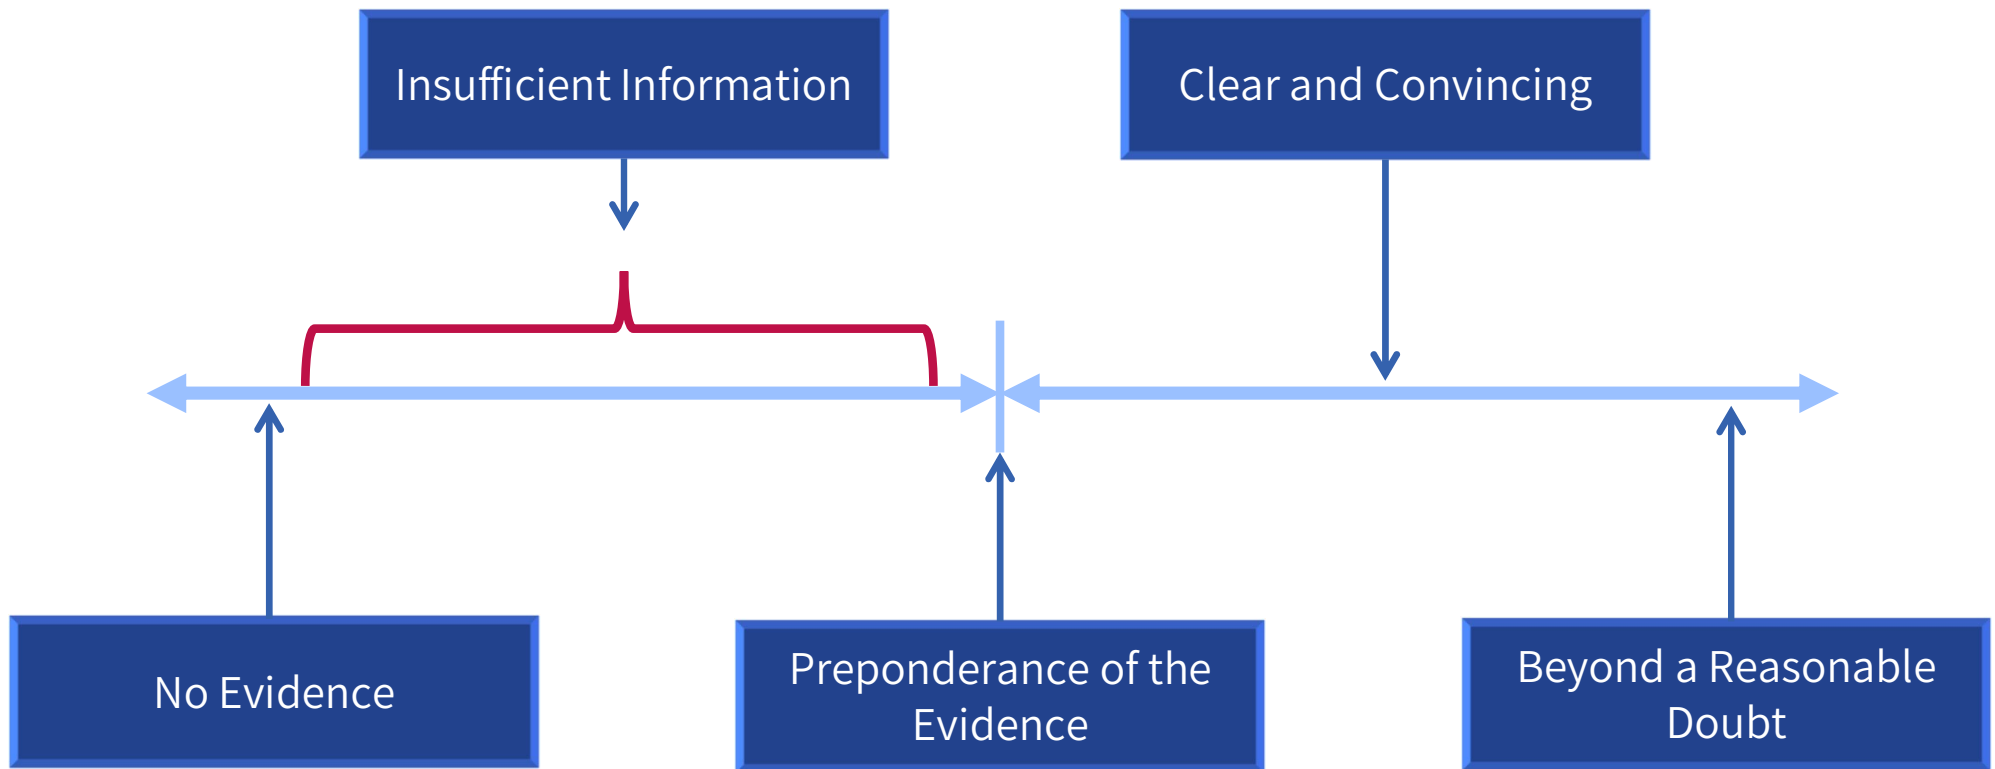 Insufficient Information
Clear and Convincing
No Evidence
Preponderance of the
Evidence
Beyond a Reasonable
Doubt